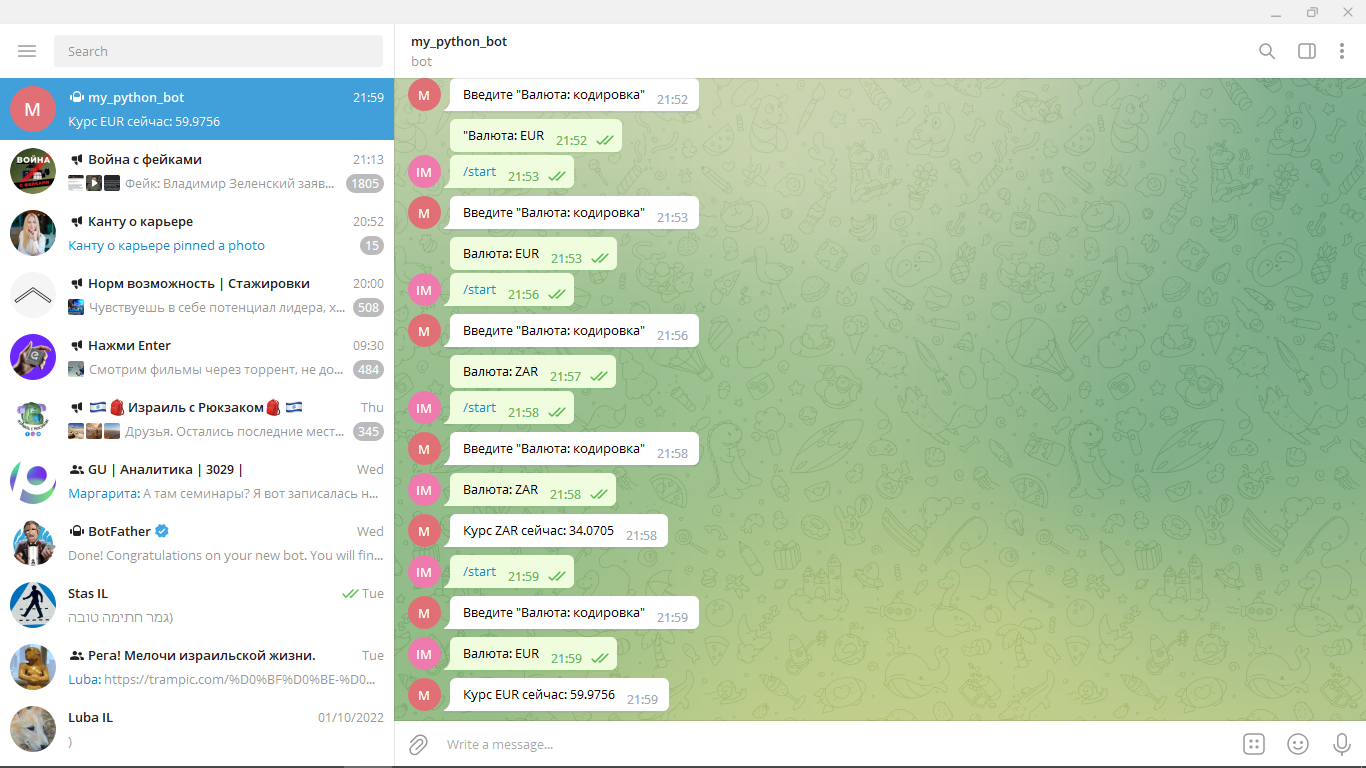 Search
M
my_python_bot
21:59
Курс EUR сейчас: 59.9756
ВОЙНА
С ФЕЙКАМИ
Война с фейками
21:13
Фейк: Владимир Зеленский заяв...
1805
Канту о карьере
20:52
Канту о карьере pinned a photo
15
Норм возможность | Стажировки
20:00
Чувствуешь в себе потенциал лидера, х...
508
Нажми Enter
09:30
Смотрим фильмы через торрент, не до...
484
🇮🇱🎒Израиль с Рюкзаком🎒🇮🇱
Thu
Друзья. Остались последние мест...
345
GU | Аналитика | 3029 |
Wed
Маргарита: А там семинары? Я вот записалась н...
BotFather
Wed
Done! Congratulations on your new bot. You will fin...
Stas IL
Tue
גמר חתימה טובה)
Рега! Мелочи израильской жизни.
Tue
Luba: https://trampic.com/%D0%BF%D0%BE-%D0...
Luba IL
01/10/2022
)
my_python_bot
bot
M
Введите "Валюта: кодировка" 21:52
"Валюта: EUR 21:52
IM
/start 21:53
M
Введите "Валюта: кодировка" 21:53
Валюта: EUR 21:53
IM
/start 21:56
M
Введите "Валюта: кодировка" 21:56
Валюта: ZAR 21:57
IM
/start 21:58
M
Введите "Валюта: кодировка" 21:58
IM
Валюта: ZAR 21:58
M
Курс ZAR сейчас: 34.0705 21:58
IM
/start 21:59
M
Введите "Валюта: кодировка" 21:59
IM
Валюта: EUR 21:59
M
Курс EUR сейчас: 59.9756 21:59
Write a message...